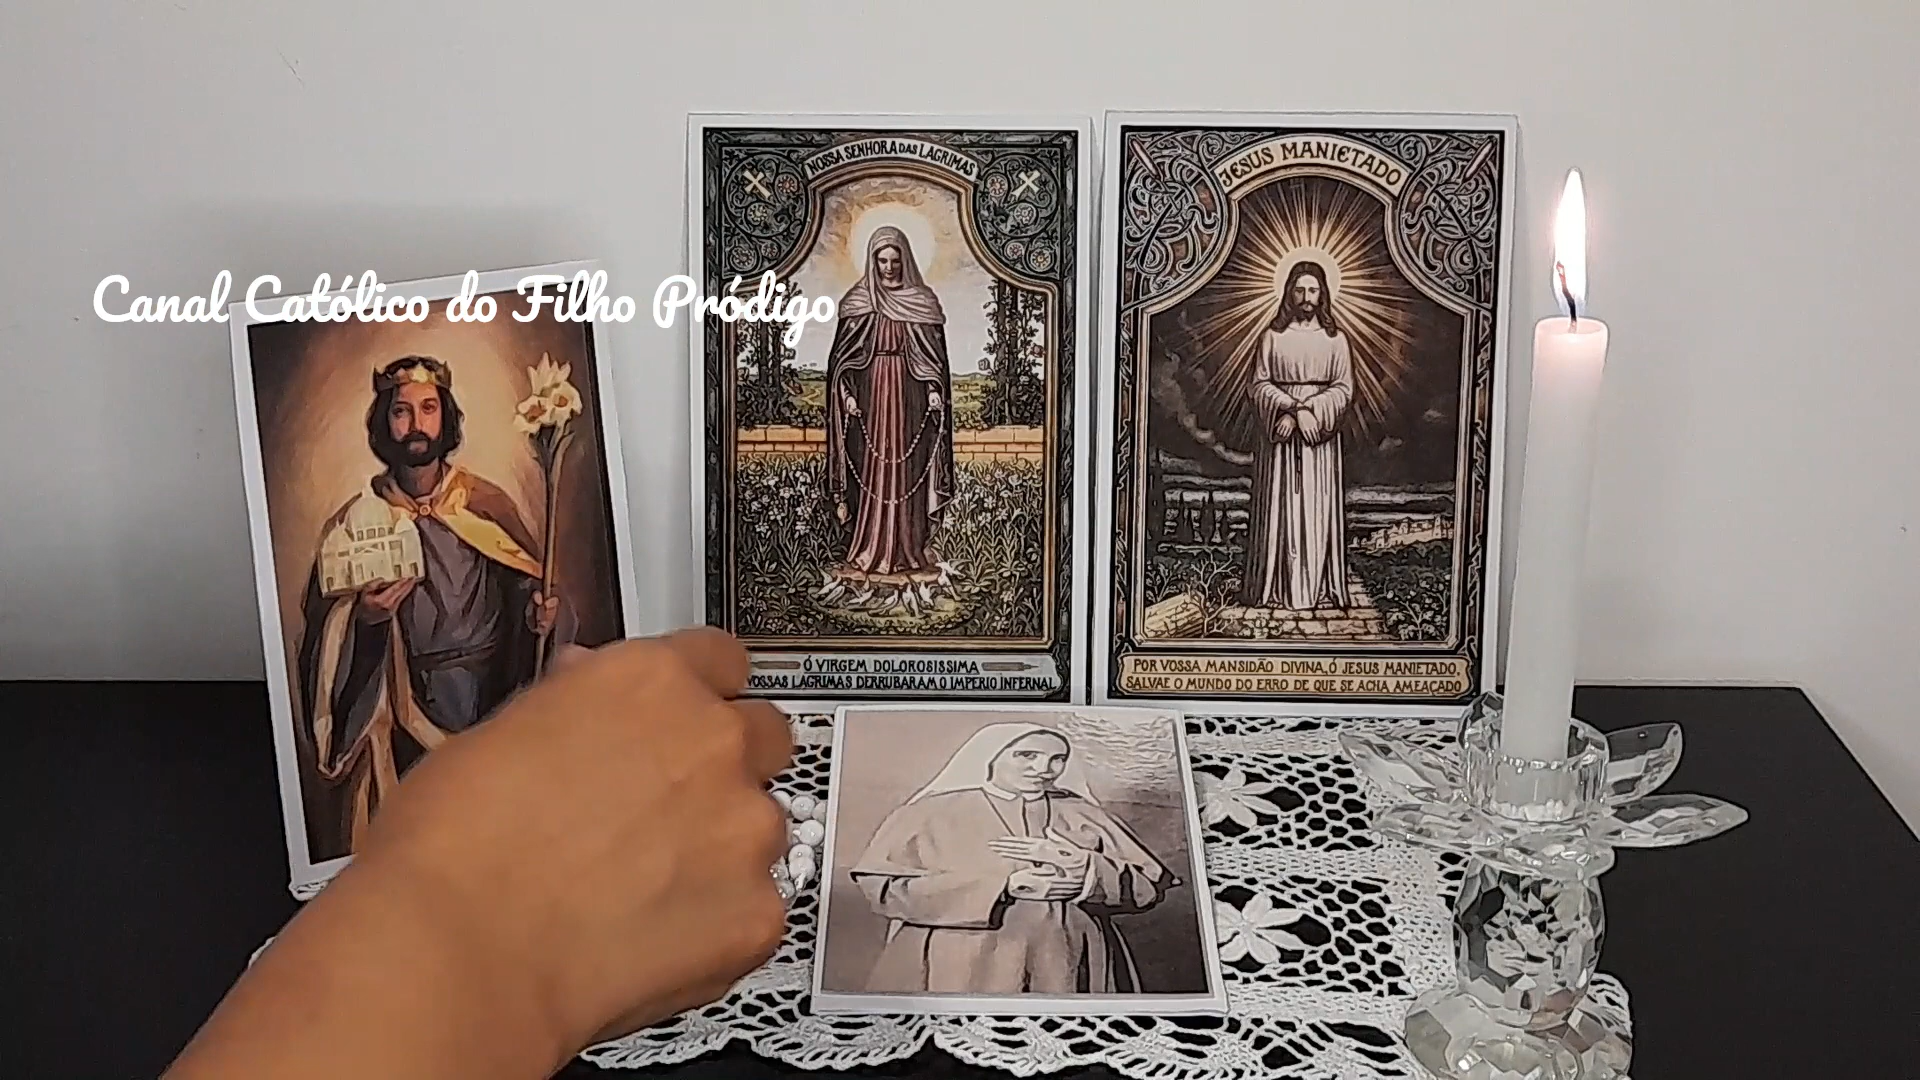 Canal Católico do Filho Pródigo
NOSSA SENHORA DAS LAGRIMAS
Ó VIRGEM DOLOROSISSIMA
VOSSAS LAGRIMAS DERRUBARAM O IMPERIO INFERNAL
JESUS MANIETADO
POR VOSSA MANSIDÃO DIVINA, Ó JESUS MANIETADO,
SALVAE O MUNDO DO ERRO DE QUE SE ACHA AMEAÇADO